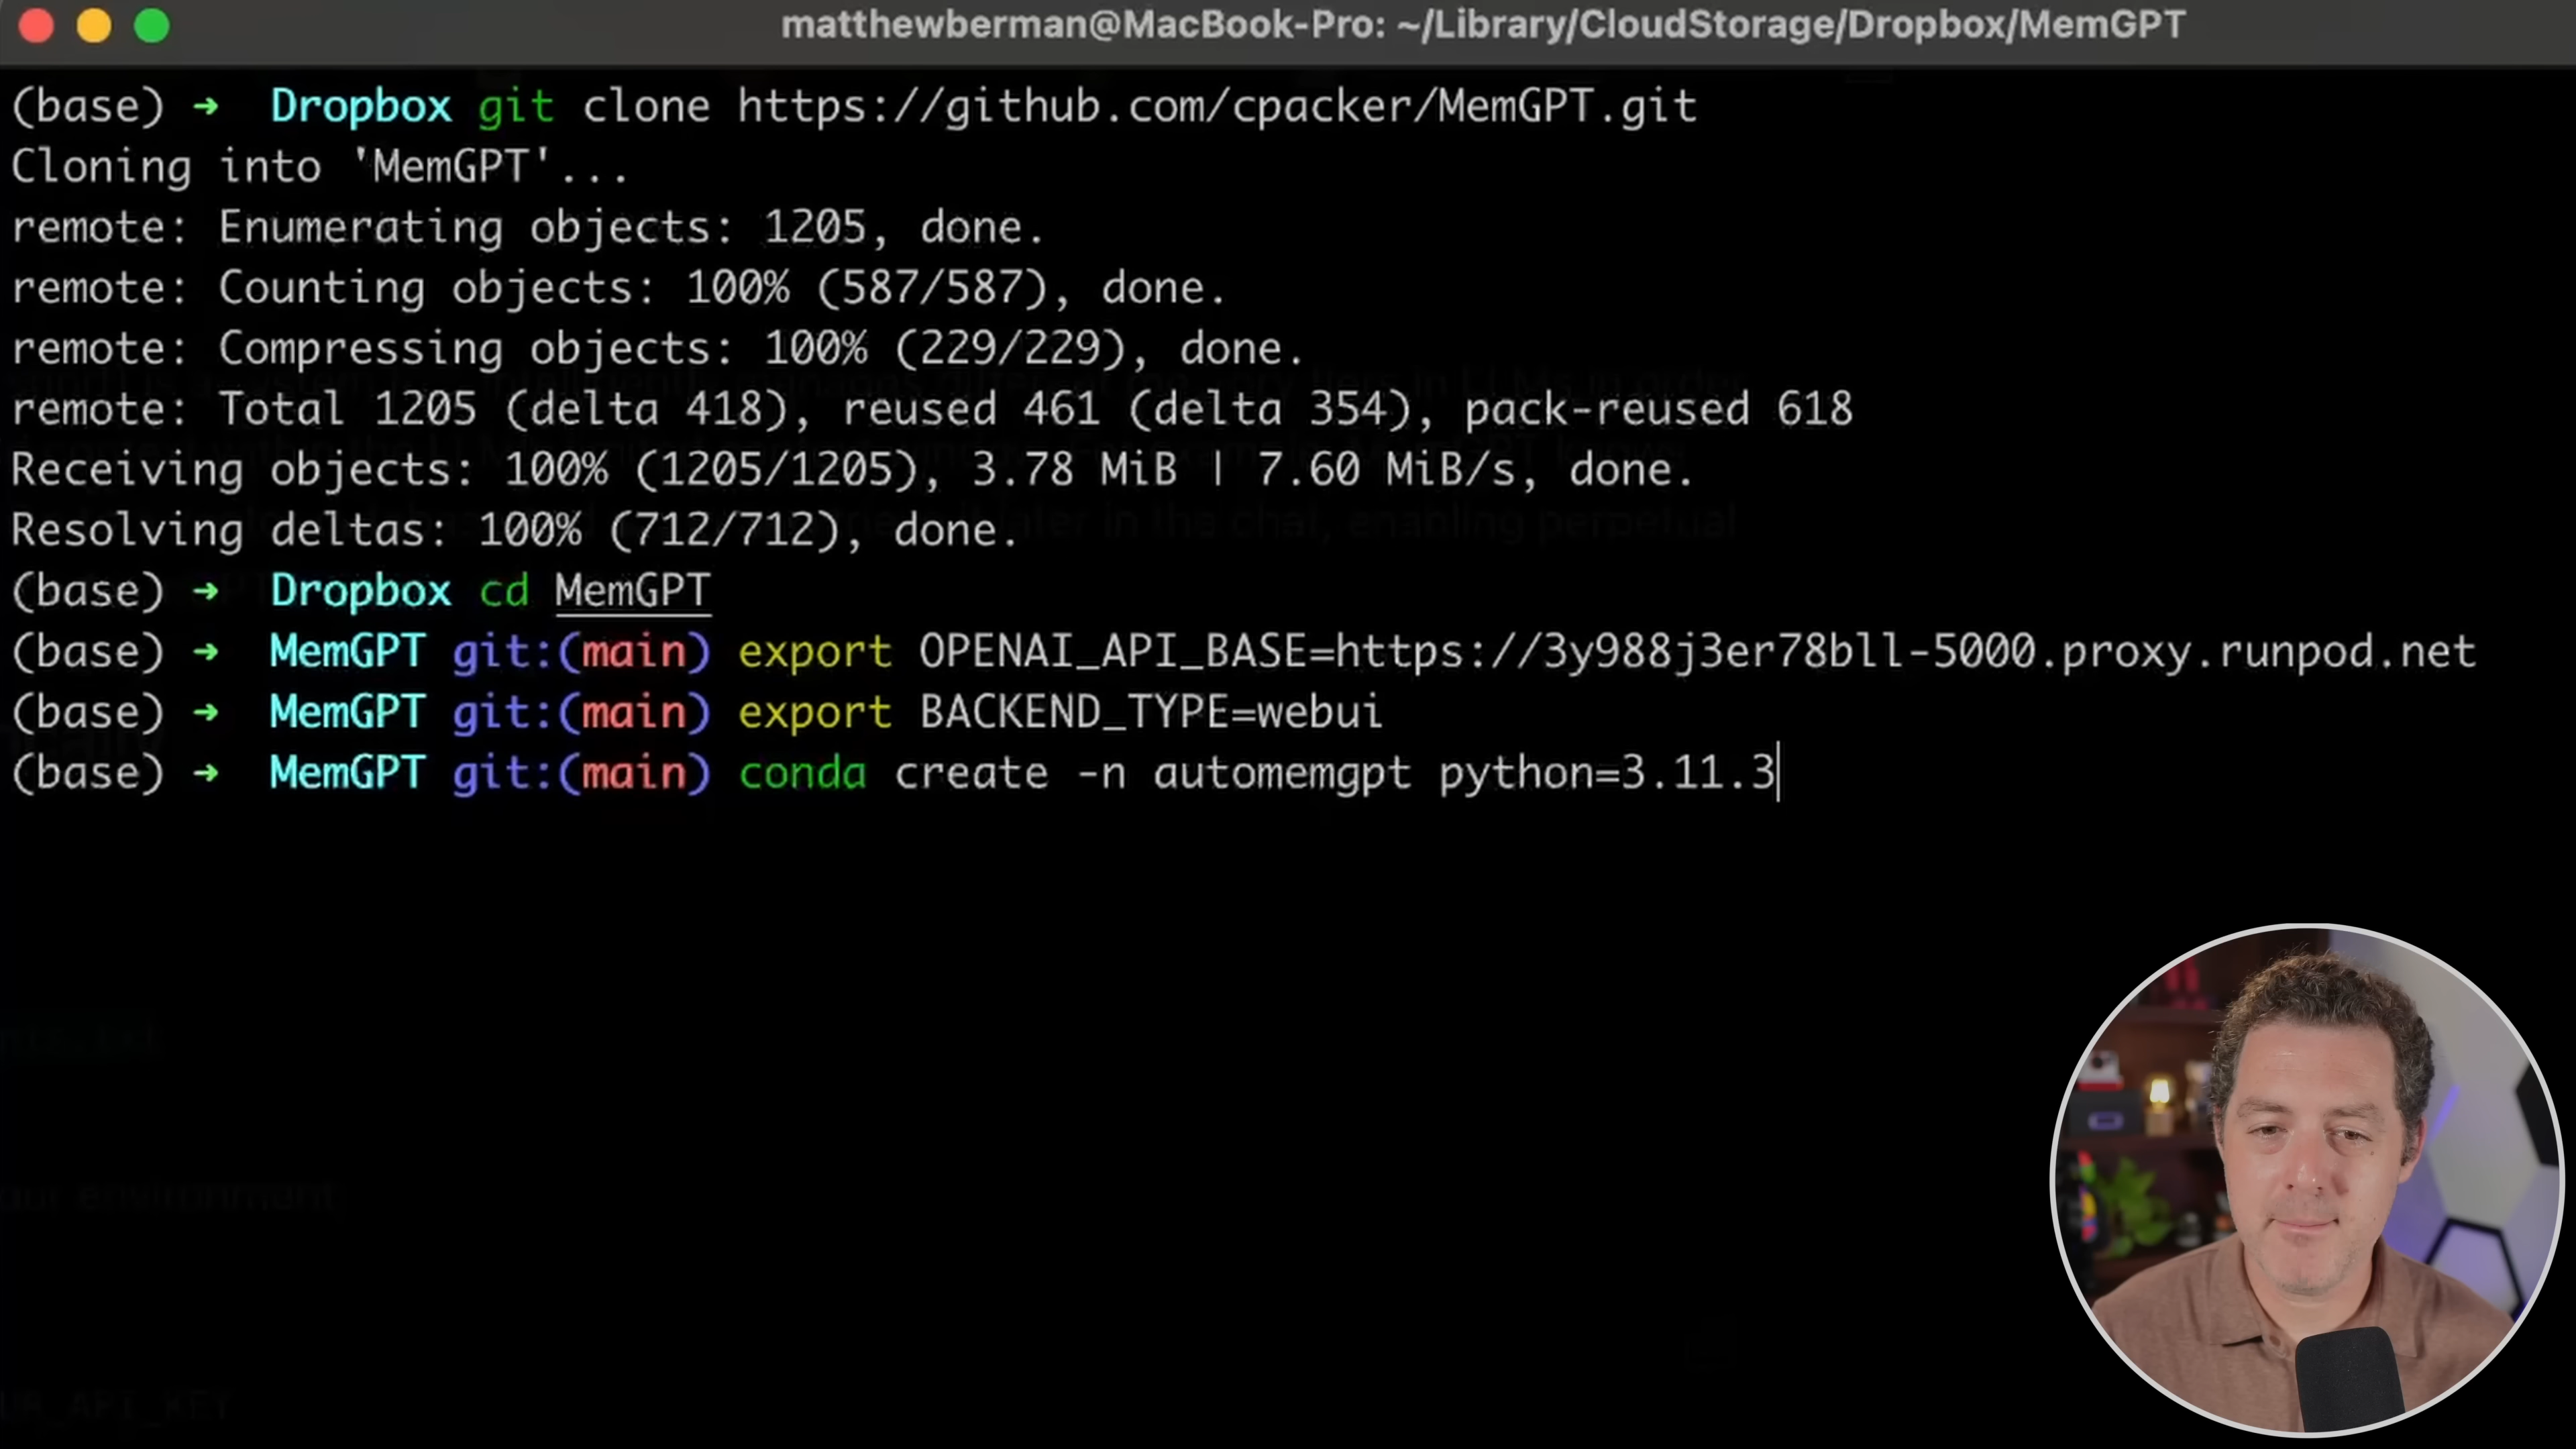 matthewberman@MacBook-Pro: ~/Library/CloudStorage/Dropbox/MemGPT
(base) → Dropbox git clone https://github.com/cpacker/MemGPT.git
Cloning into 'MemGPT'...
remote: Enumerating objects: 1205, done.
remote: Counting objects: 100% (587/587), done.
remote: Compressing objects: 100% (229/229), done.
remote: Total 1205 (delta 418), reused 461 (delta 354), pack-reused 618
Receiving objects: 100% (1205/1205), 3.78 MiB | 7.60 MiB/s, done.
Resolving deltas: 100% (712/712), done.
(base) → Dropbox cd MemGPT
(base) → MemGPT git:(main) export OPENAI_API_BASE=https://3y988j3er78bll-5000.proxy.runpod.net
(base) → MemGPT git:(main) export BACKEND_TYPE=webui
(base) → MemGPT git:(main) conda create -n automemgpt python=3.11.3